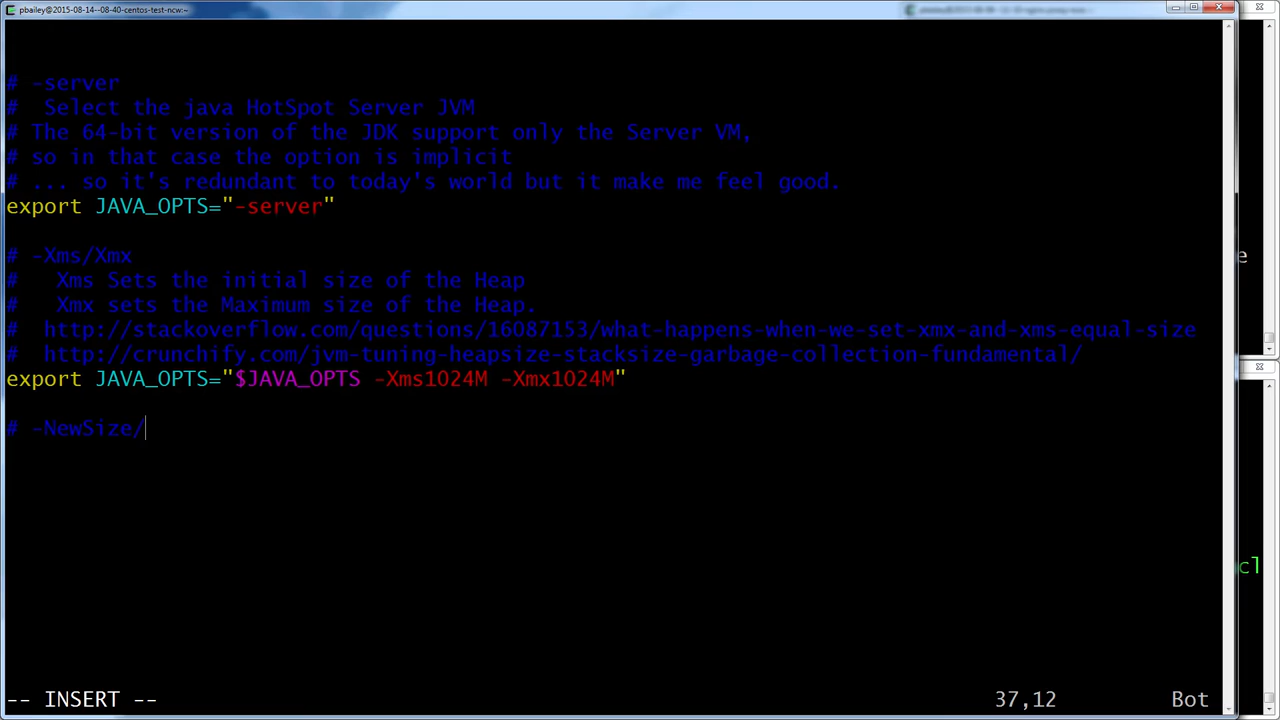 pbailey@2015-08-14--08-40-centos-test-ncw:~
# -server
#  Select the java HotSpot Server JVM
# The 64-bit version of the JDK support only the Server VM,
# so in that case the option is implicit
# ... so it's redundant to today's world but it make me feel good.
export JAVA_OPTS="-server"
# -Xms/Xmx
#   Xms Sets the initial size of the Heap
#   Xmx sets the Maximum size of the Heap.
#  http://stackoverflow.com/questions/16087153/what-happens-when-we-set-xmx-and-xms-equal-size
#  http://crunchify.com/jvm-tuning-heapsize-stacksize-garbage-collection-fundamental/
export JAVA_OPTS="$JAVA_OPTS -Xms1024M -Xmx1024M"
# -NewSize/
-- INSERT --
37,12
Bot
e
cl